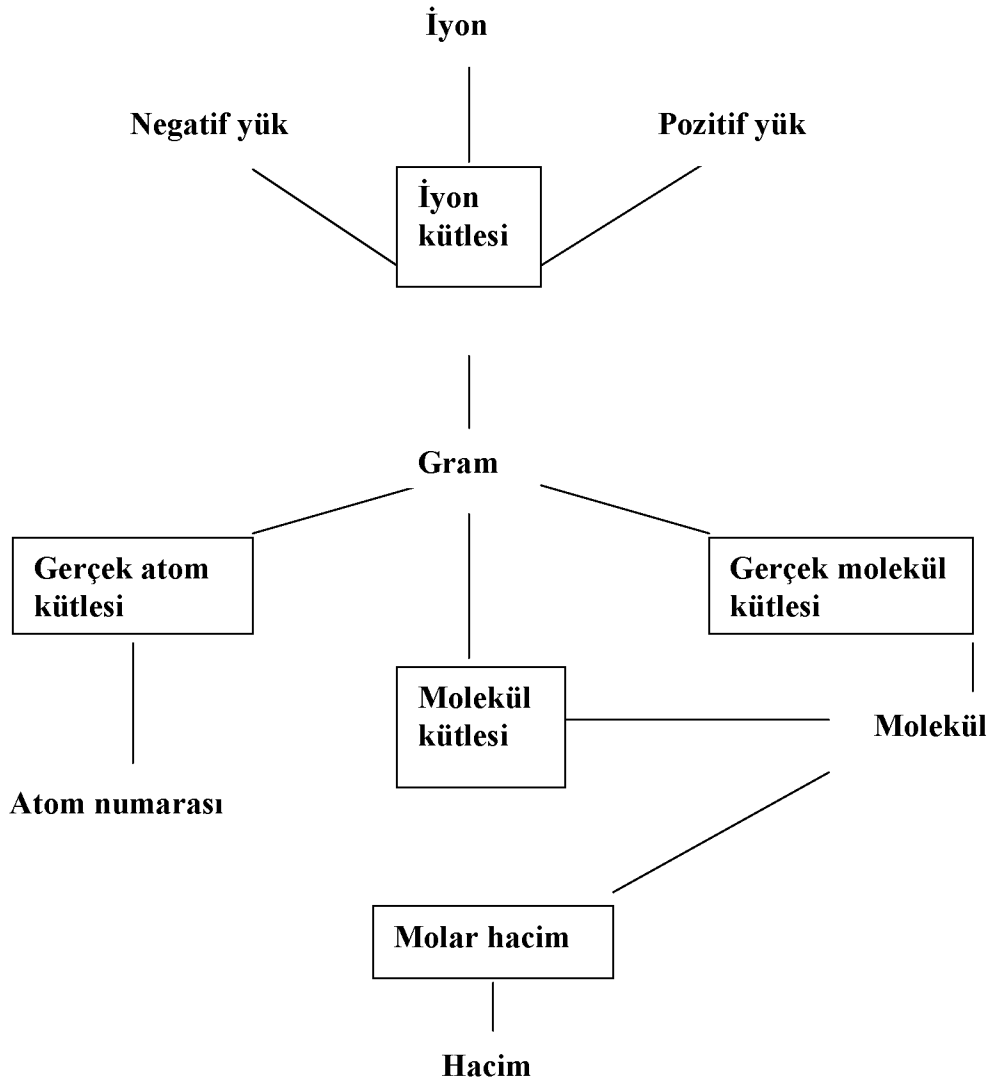 İyon
Negatif yük
Pozitif yük
İyon
kütlesi
Gram
Gerçek atom
kütlesi
Gerçek molekül
kütlesi
Molekül
kütlesi
Molekül
Atom numarası
Molar hacim
Hacim